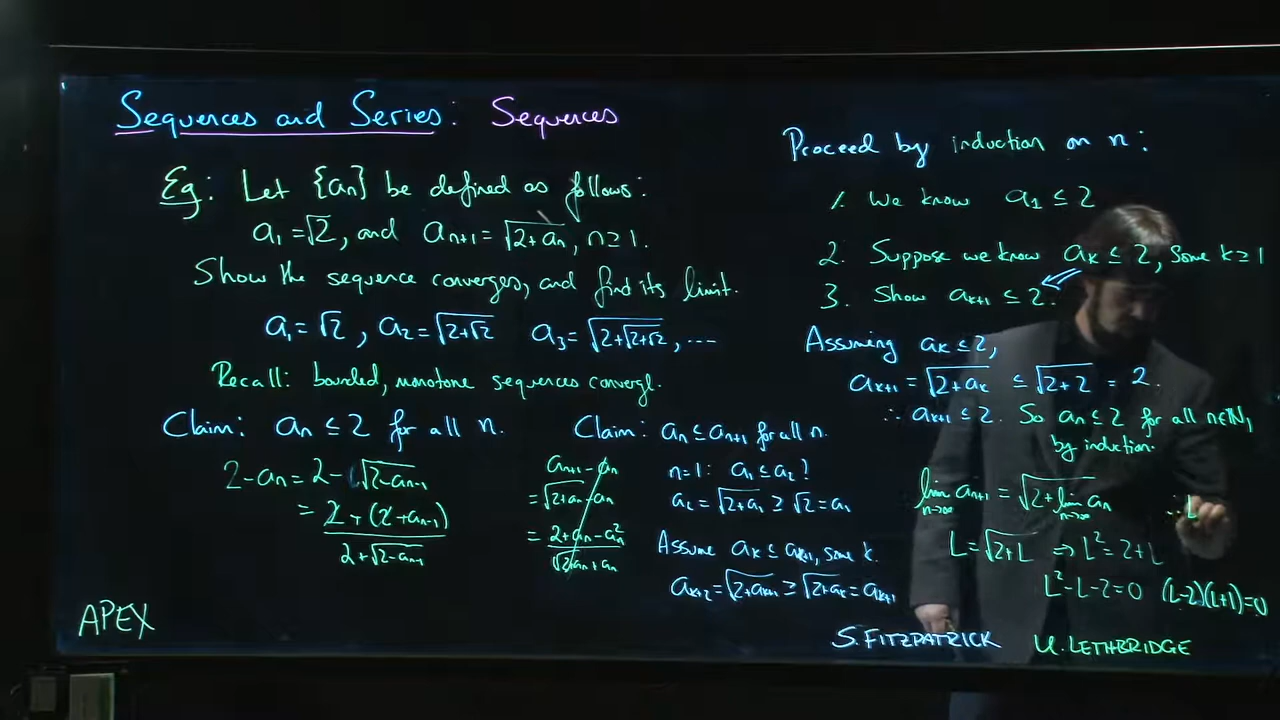 Sequences and Series: Sequences
Eg: Let {an} be defined as follows:
a₁ = √2, and aₙ₊₁ = √(2+aₙ), n ≥ 1.
Show the sequence converges, and find its limit.
a₁ = √2, a₂ = √(2+√2) a₃ = √(2+√(2+√2)), ...
Recall: bounded, monotone sequences converge.
Claim: aₙ ≤ 2 for all n.
2-aₙ = 2-√(2-aₙ₋₁)
= (2+(2+aₙ₋₁))/(2+√(2-aₙ₋₁))
Claim: aₙ ≤ aₙ₊₁ for all n.
aₙ₊₁ - aₙ
= √(2+aₙ) - aₙ
= (2+aₙ-aₙ²)/(√(2+aₙ)+aₙ)
n=1: a₁ ≤ a₂?
a₂ = √(2+a₁) ≥ √2 = a₁
Assume aₖ ≤ aₖ₊₁, some k.
aₖ₊₂ = √(2+aₖ₊₁) ≥ √(2+aₖ) = aₖ₊₁
Proceed by induction on n:
1. We know a₁ ≤ 2
2. Suppose we know aₖ ≤ 2, some k ≥ 1
3. Show aₖ₊₁ ≤ 2.
Assuming aₖ ≤ 2,
aₖ₊₁ = √(2+aₖ) ≤ √(2+2) = 2.
∴ aₖ₊₁ ≤ 2. So aₙ ≤ 2 for all n∈ℕ,
by induction.
lim n→∞ aₙ₊₁ = √(2+lim n→∞ aₙ) ∴ L
L = √(2+L) ⇒ L² = 2+L
L²-L-2=0 (L-2)(L+1)=0
APEX
S. FITZPATRICK U. LETHBRIDGE